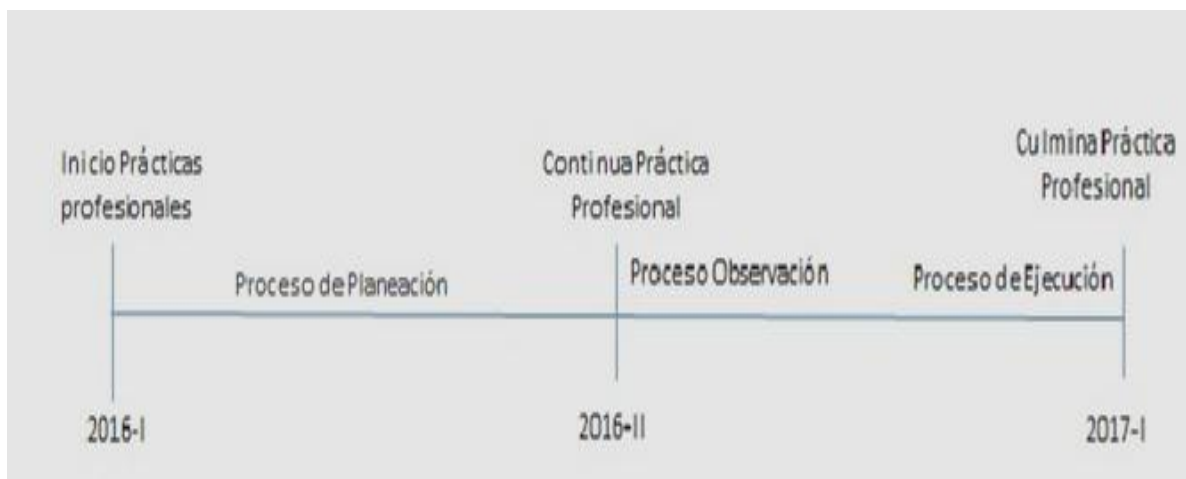 Inicio Prácticas
profesionales
Continua Práctica
Profesional
Culmina Práctica
Profesional
Proceso de Planeación
Proceso Observación
Proceso de Ejecución
2016-I
2016-II
2017-I